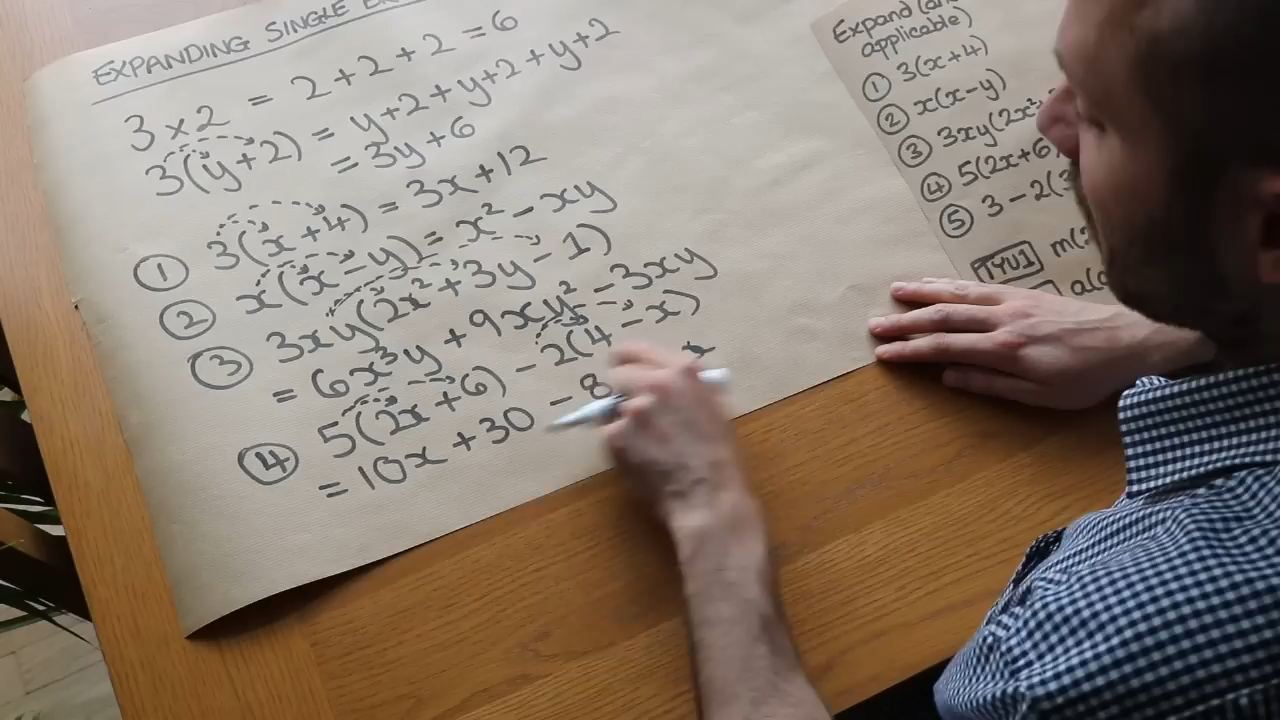 EXPANDING SINGLE
3 × 2 = 2 + 2 + 2 = 6
3(y + 2) = y + 2 + y + 2 + y + 2
= 3y + 6
① 3(x + 4) = 3x + 12
② x(x - y) = x² - xy
③ 3xy(2x² + 3y - 1)
= 6x³y + 9xy² - 3xy
④ 5(2x + 6) - 2(4 - x)
= 10x + 30 - 8
Expand
applicable)
① 3(x + 4)
② x(x - y)
③ 3xy(2x²
④ 5(2x + 6)
⑤ 3 - 2(
TYU1 m(
a(